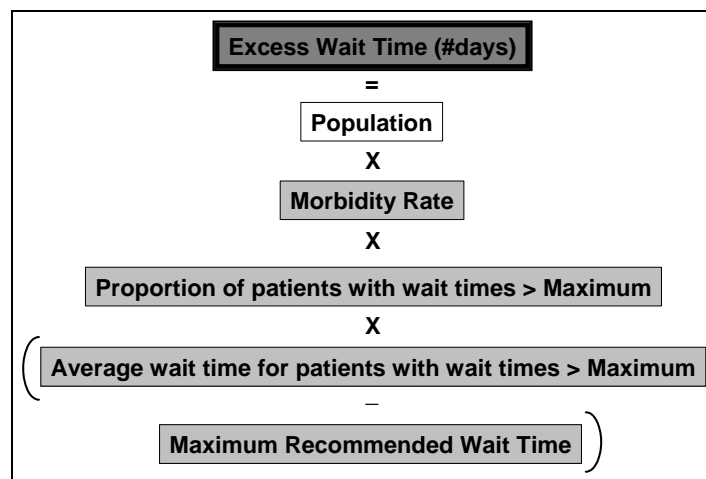 Excess Wait Time (#days)
=
Population
X
Morbidity Rate
X
Proportion of patients with wait times > Maximum
X
(Average wait time for patients with wait times > Maximum
–
Maximum Recommended Wait Time)